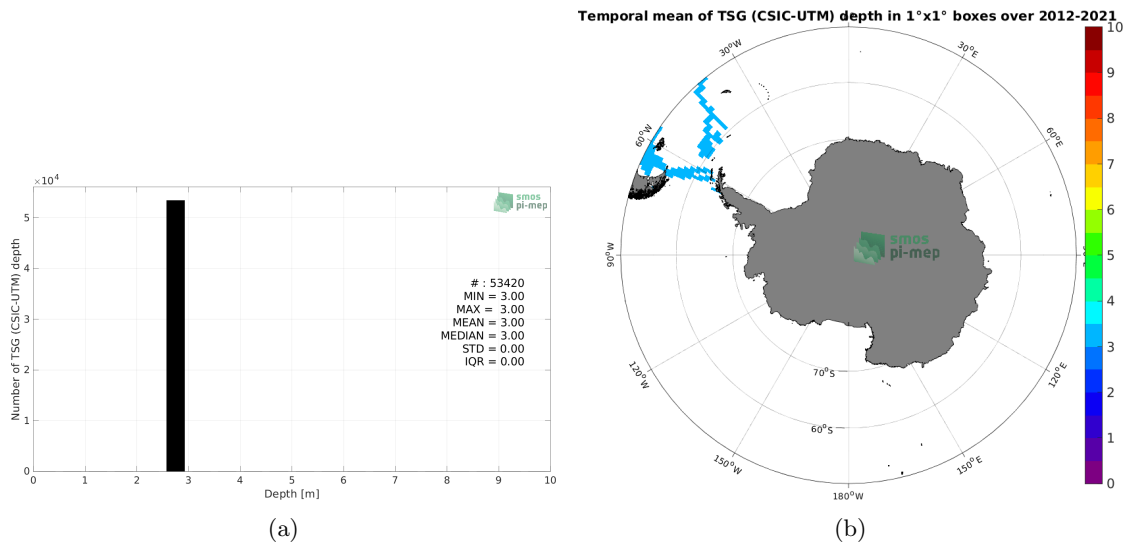 ×10⁴
5
4
3
2
1
0
Number of TSG (CSIC-UTM) depth
smos
pi-mep
# : 53420
MIN = 3.00
MAX = 3.00
MEAN = 3.00
MEDIAN = 3.00
STD = 0.00
IQR = 0.00
0 1 2 3 4 5 6 7 8 9 10
Depth [m]
(a)
Temporal mean of TSG (CSIC-UTM) depth in 1°x1° boxes over 2012-2021
30°W
30°E
60°W
60°E
90°W
smos
pi-mep
120°W
120°E
70°S
60°S
150°W
150°E
180°W
10
9
8
7
6
5
4
3
2
1
0
(b)